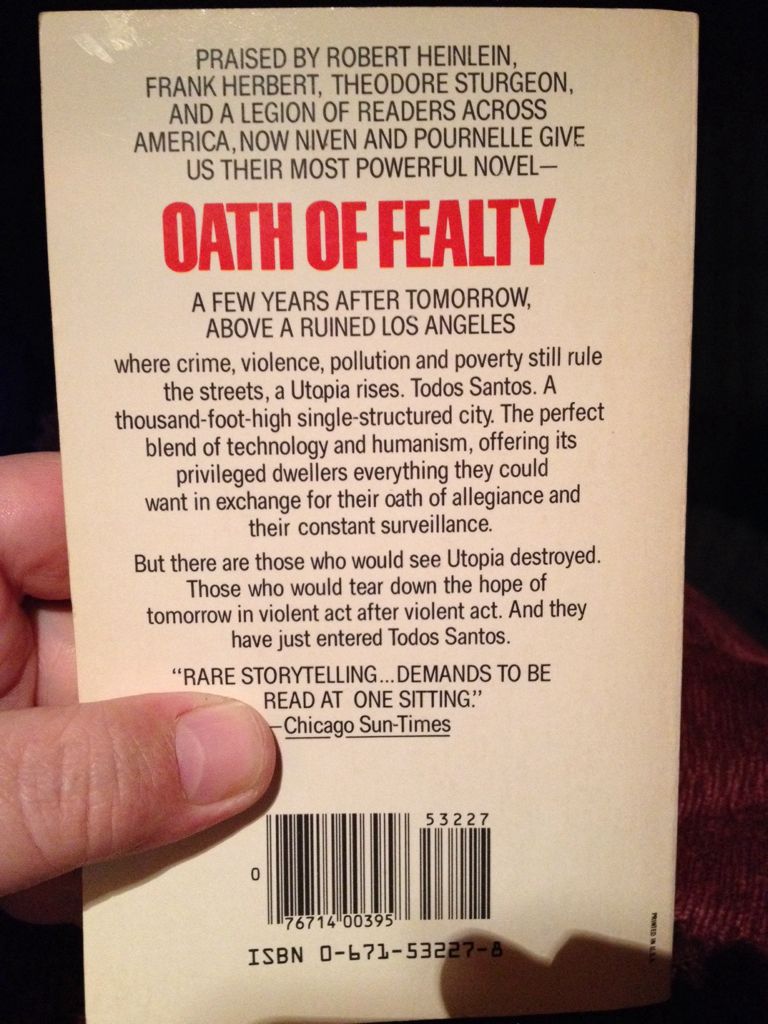 PRAISED BY ROBERT HEINLEIN,
FRANK HERBERT, THEODORE STURGEON,
AND A LEGION OF READERS ACROSS
AMERICA, NOW NIVEN AND POURNELLE GIVE
US THEIR MOST POWERFUL NOVEL—
OATH OF FEALTY
A FEW YEARS AFTER TOMORROW,
ABOVE A RUINED LOS ANGELES
where crime, violence, pollution and poverty still rule
the streets, a Utopia rises. Todos Santos. A
thousand-foot-high single-structured city. The perfect
blend of technology and humanism, offering its
privileged dwellers everything they could
want in exchange for their oath of allegiance and
their constant surveillance.
But there are those who would see Utopia destroyed.
Those who would tear down the hope of
tomorrow in violent act after violent act. And they
have just entered Todos Santos.
“RARE STORYTELLING...DEMANDS TO BE
READ AT ONE SITTING.”
—Chicago Sun-Times
53227
0
76714 00395
ISBN 0-671-53227-8
PRINTED IN U.S.A.